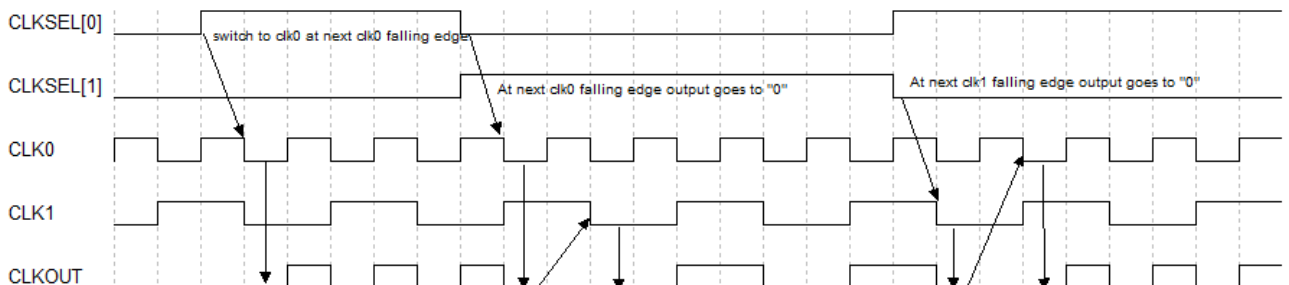 CLKSEL[0]
switch to clk0 at next clk0 falling edge
CLKSEL[1]
At next clk0 falling edge output goes to "0"
At next clk1 falling edge output goes to "0"
CLK0
CLK1
CLKOUT